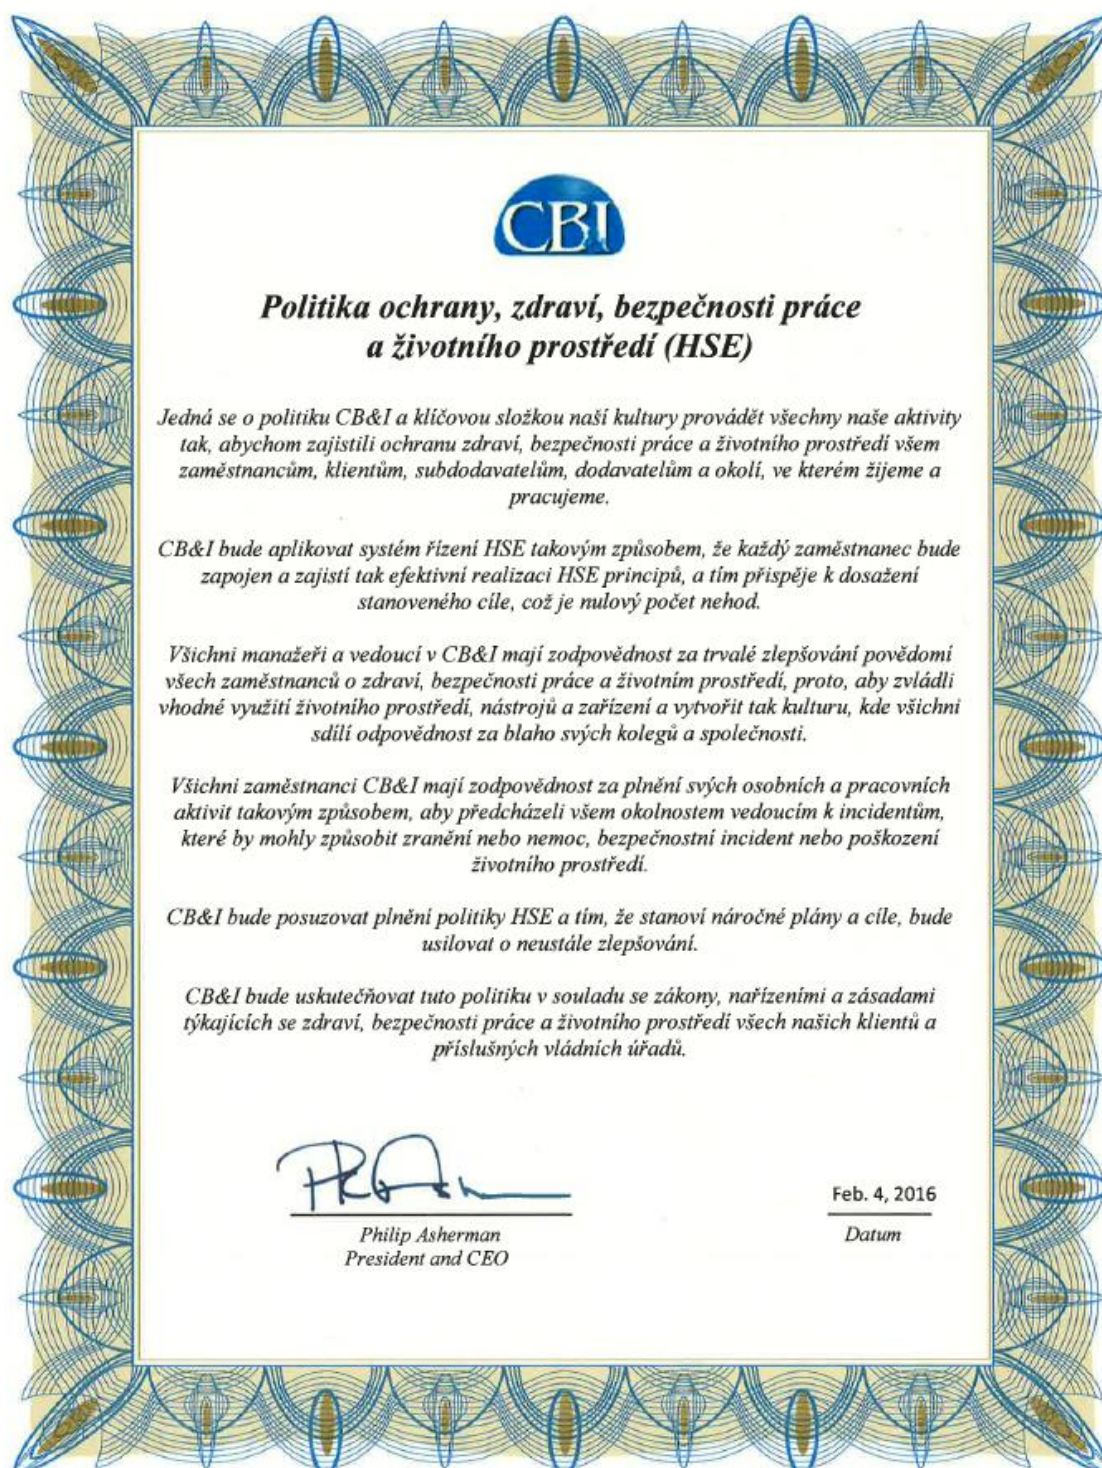 CB&I
Politika ochrany, zdraví, bezpečnosti práce
a životního prostředí (HSE)
Jedná se o politiku CB&I a klíčovou složkou naší kultury provádět všechny naše aktivity
tak, abychom zajistili ochranu zdraví, bezpečnosti práce a životního prostředí všem
zaměstnancům, klientům, subdodavatelům, dodavatelům a okolí, ve kterém žijeme a
pracujeme.
CB&I bude aplikovat systém řízení HSE takovým způsobem, že každý zaměstnanec bude
zapojen a zajistí tak efektivní realizaci HSE principů, a tím přispěje k dosažení
stanoveného cíle, což je nulový počet nehod.
Všichni manažeři a vedoucí v CB&I mají zodpovědnost za trvalé zlepšování povědomí
všech zaměstnanců o zdraví, bezpečnosti práce a životním prostředí, proto, aby zvládli
vhodné využití životního prostředí, nástrojů a zařízení a vytvořit tak kulturu, kde všichni
sdílí odpovědnost za blaho svých kolegů a společnosti.
Všichni zaměstnanci CB&I mají zodpovědnost za plnění svých osobních a pracovních
aktivit takovým způsobem, aby předcházeli všem okolnostem vedoucím k incidentům,
které by mohly způsobit zranění nebo nemoc, bezpečnostní incident nebo poškození
životního prostředí.
CB&I bude posuzovat plnění politiky HSE a tím, že stanoví náročné plány a cíle, bude
usilovat o neustále zlepšování.
CB&I bude uskutečňovat tuto politiku v souladu se zákony, nařízeními a zásadami
týkajících se zdraví, bezpečnosti práce a životního prostředí všech našich klientů a
příslušných vládních úřadů.
Feb. 4, 2016
Philip Asherman
Datum
President and CEO